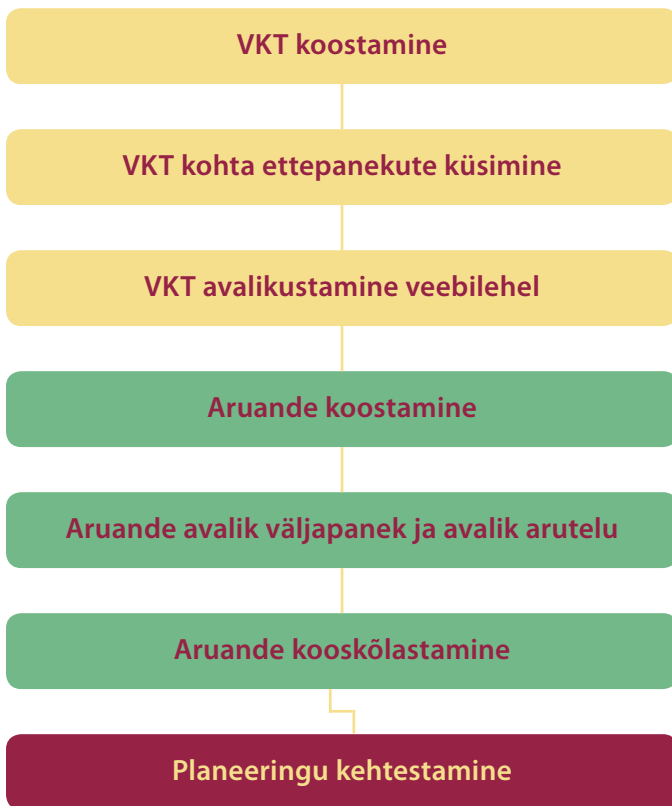 VKT koostamine
VKT kohta ettepanekute küsimine
VKT avalikustamine veebilehel
Aruande koostamine
Aruande avalik väljapanek ja avalik arutelu
Aruande kooskõlastamine
Planeeringu kehtestamine